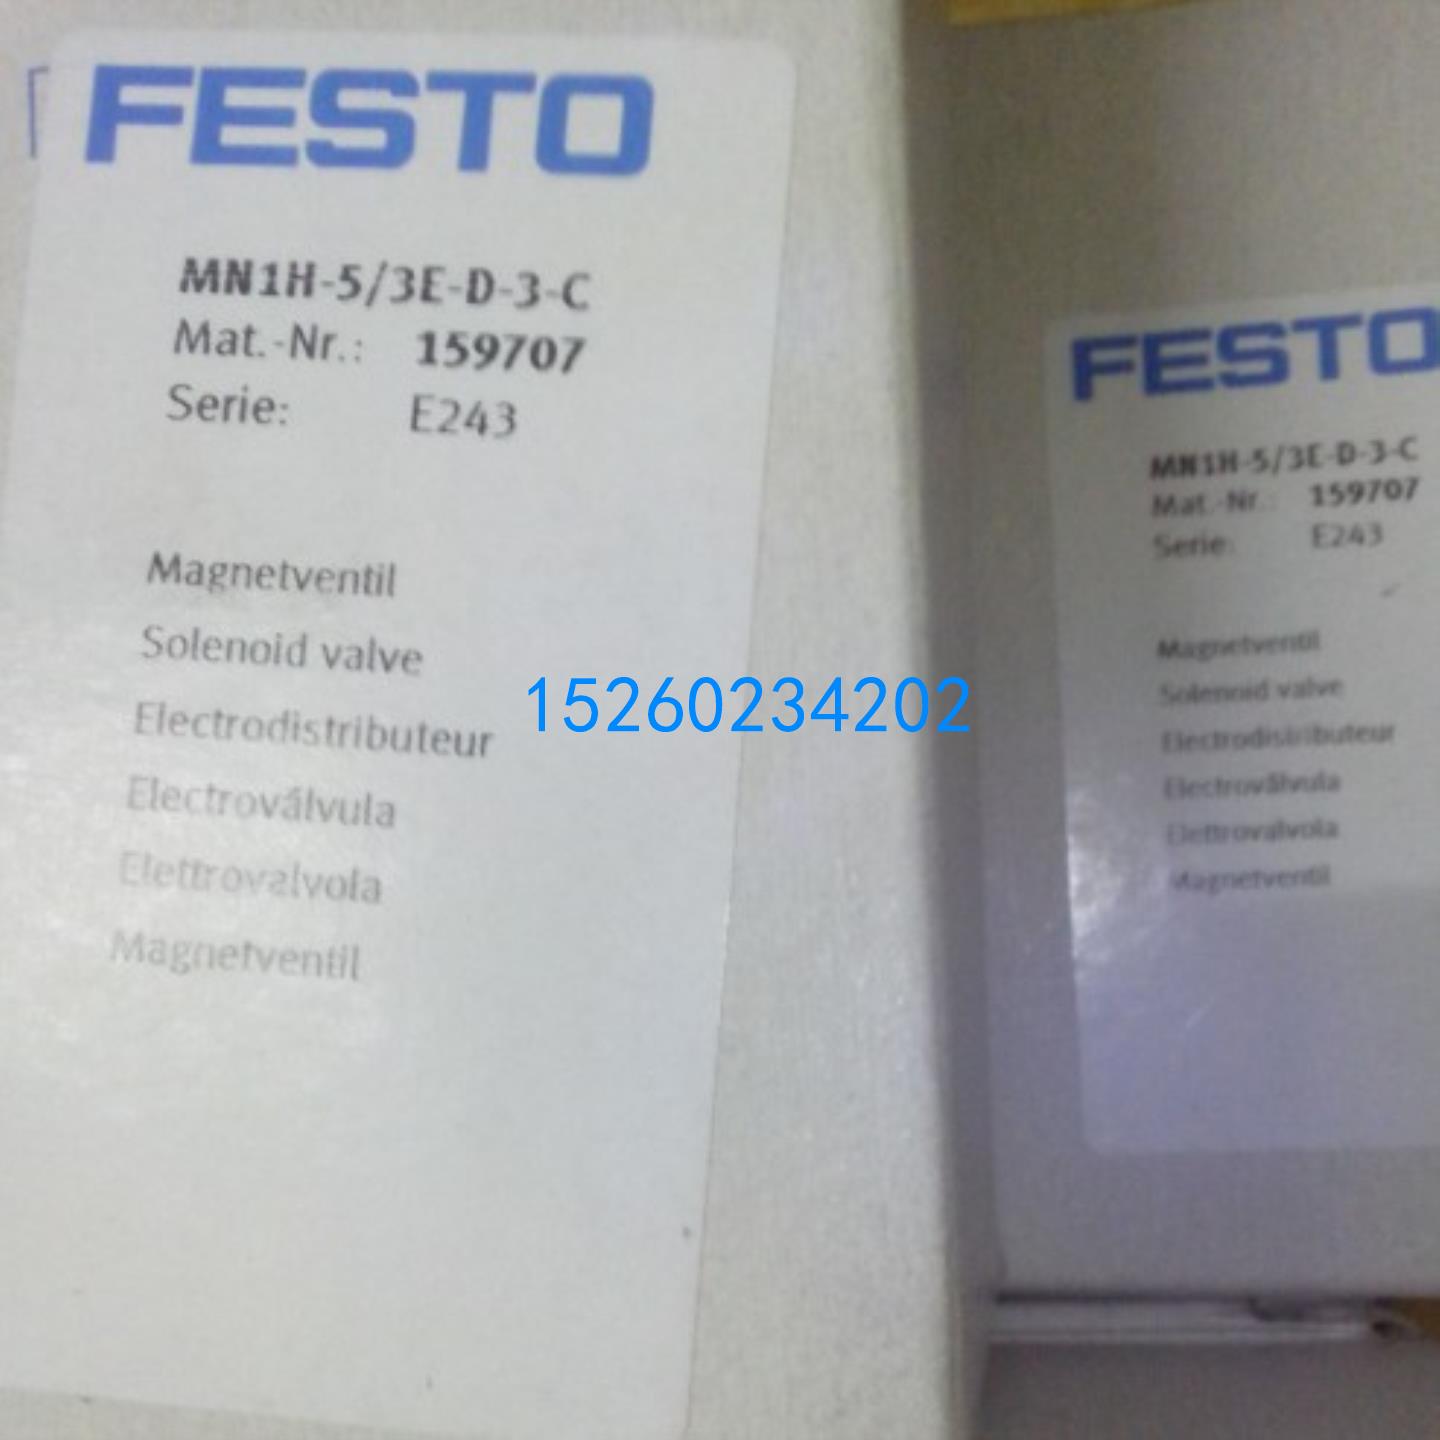 FESTO
MN1H-5/3E-D-3-C
Mat.-Nr.: 159707
Serie: E243
Magnetventil
Solenoid valve
Electrodistributeur
Electroválvula
Elettrovalvola
Magnetventil
15260234202
FESTO
MN1H-5/3E-D-3-C
Mat.-Nr.: 159707
Serie: E243
Magnetventil
Solenoid valve
Electrodistributeur
Electroválvula
Elettrovalvola
Magnetventil